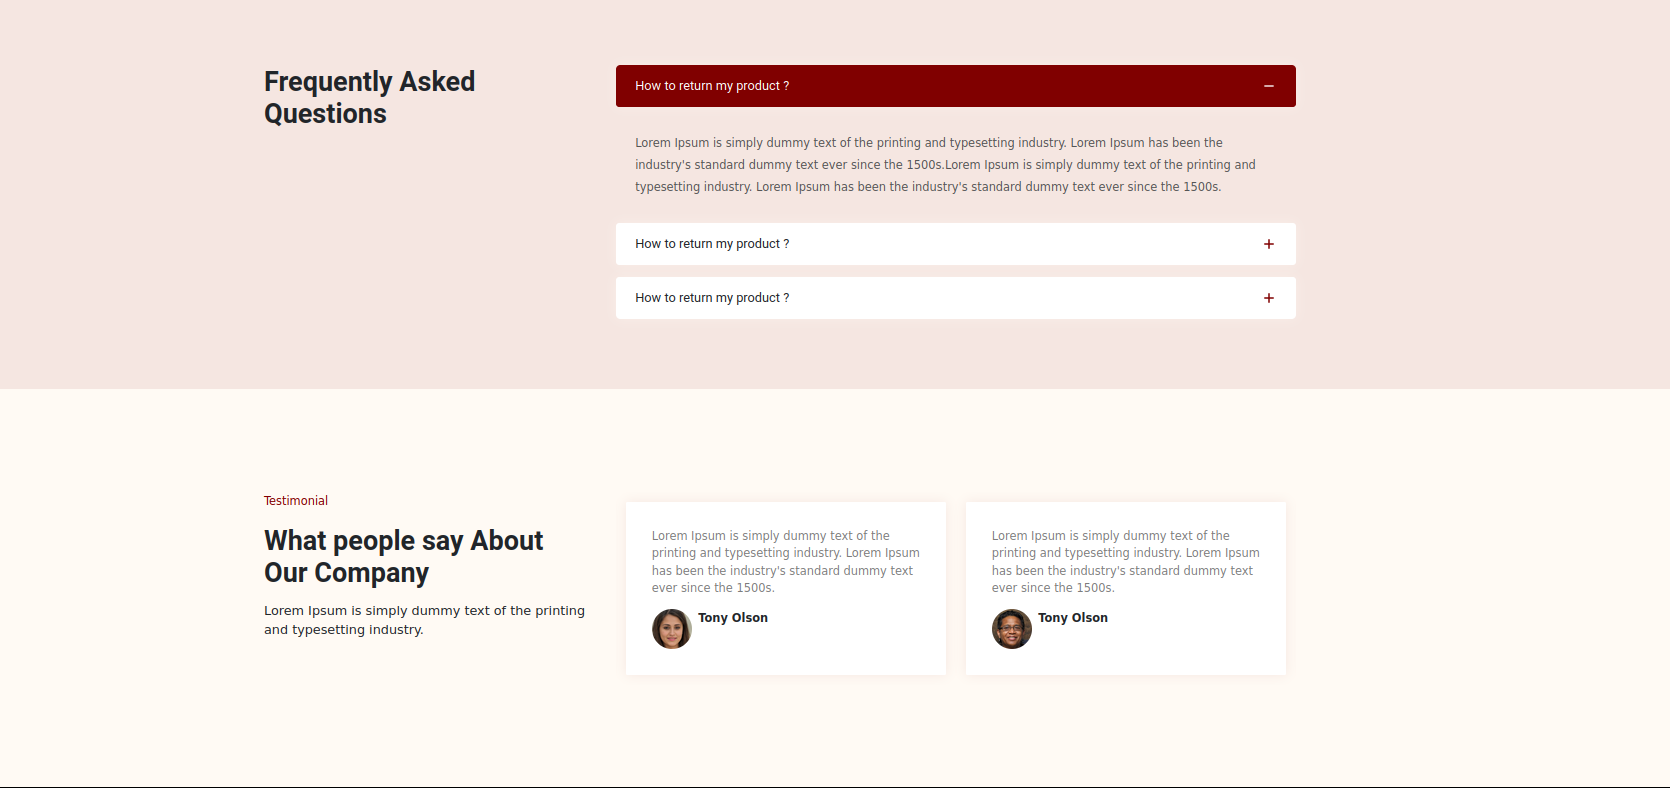 Frequently Asked
Questions
How to return my product ?
Lorem Ipsum is simply dummy text of the printing and typesetting industry. Lorem Ipsum has been the
industry's standard dummy text ever since the 1500s.Lorem Ipsum is simply dummy text of the printing and
typesetting industry. Lorem Ipsum has been the industry's standard dummy text ever since the 1500s.
How to return my product ?
How to return my product ?
Testimonial
What people say About
Our Company
Lorem Ipsum is simply dummy text of the printing
and typesetting industry.
Lorem Ipsum is simply dummy text of the
printing and typesetting industry. Lorem Ipsum
has been the industry's standard dummy text
ever since the 1500s.
Tony Olson
Lorem Ipsum is simply dummy text of the
printing and typesetting industry. Lorem Ipsum
has been the industry's standard dummy text
ever since the 1500s.
Tony Olson